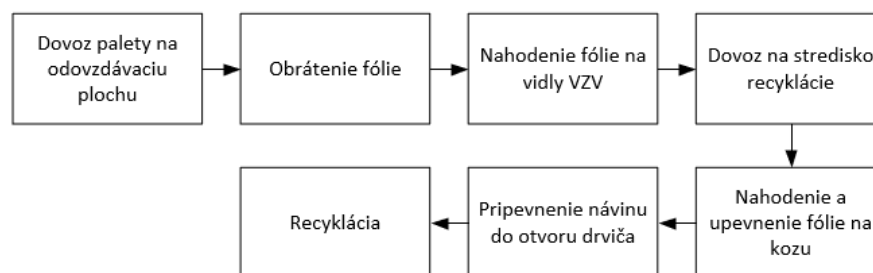 Dovoz palety na
odovzdávaciu
plochu
Obrátenie fólie
Nahodenie fólie na
vidly VZV
Dovoz na stredisko
recyklácie
Nahodenie a
upevnenie fólie na
kozu
Pripevnenie návinu
do otvoru drviča
Recyklácia